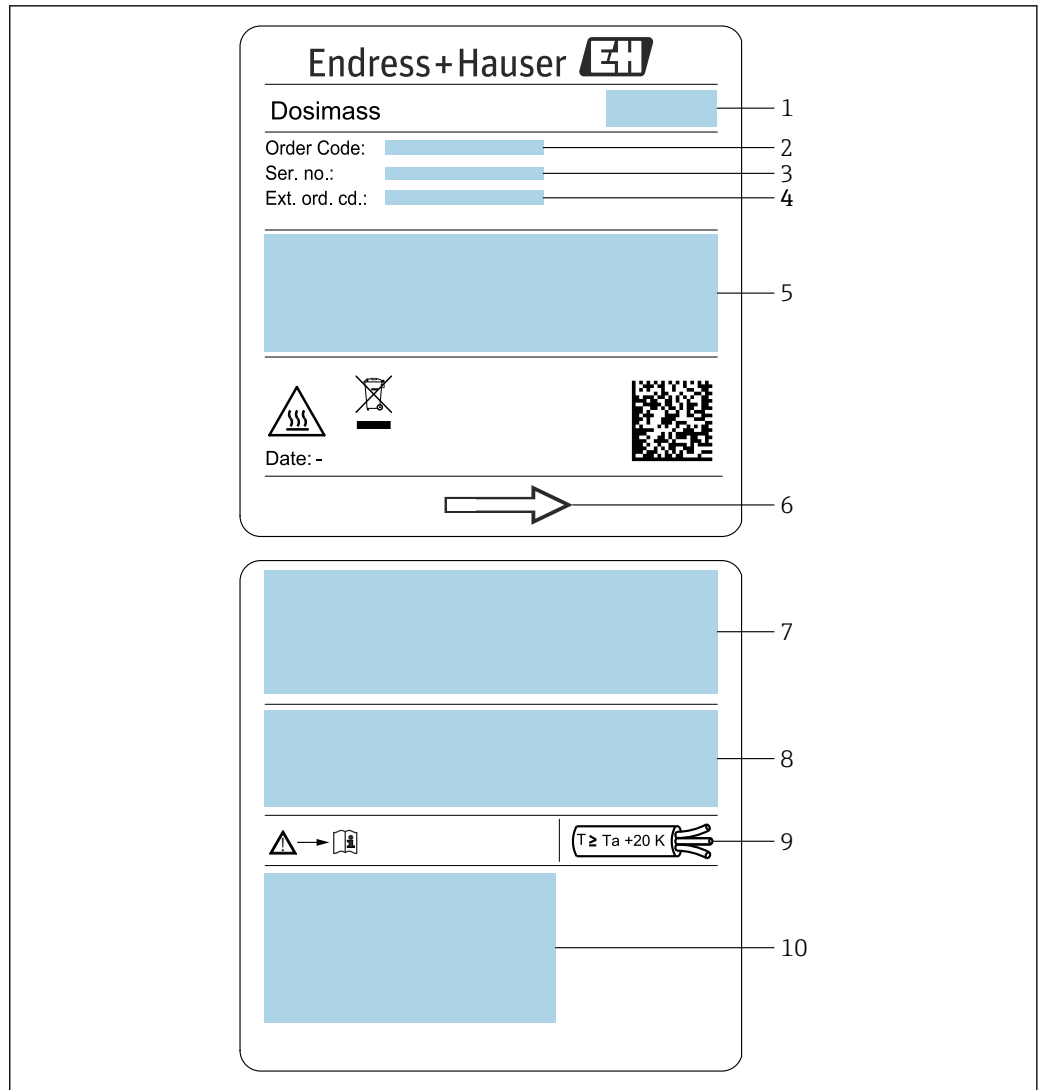 Endress+Hauser EH
Dosimass 1
Order Code: 2
Ser. no.: 3
Ext. ord. cd.: 4
5
Date: -
6
7
8
i T ≥ Ta +20 K 9
10